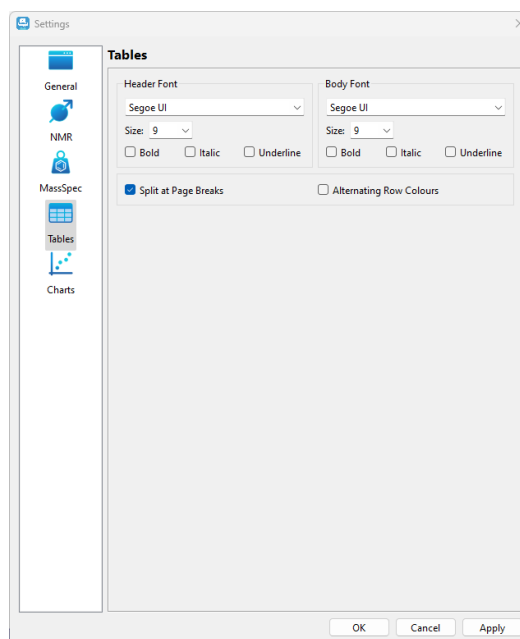 Settings
General
NMR
MassSpec
Tables
Charts
Tables
Header Font
Segoe UI
Size: 9
Bold Italic Underline
Body Font
Segoe UI
Size: 9
Bold Italic Underline
Split at Page Breaks
Alternating Row Colours
OK Cancel Apply